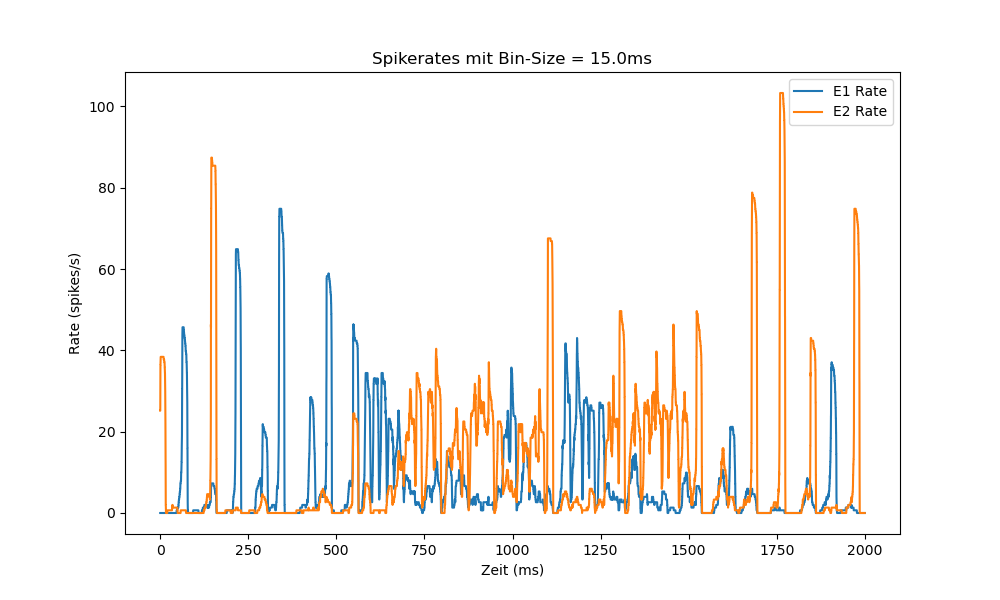 Spikerates mit Bin-Size = 15.0ms
E1 Rate
E2 Rate
100
80
60
40
20
0
Rate (spikes/s)
0 250 500 750 1000 1250 1500 1750 2000
Zeit (ms)